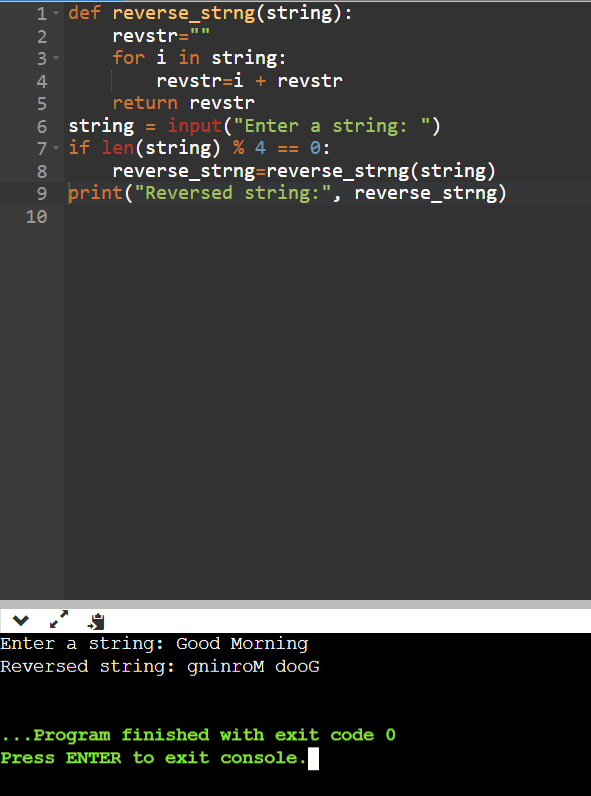 1 def reverse_strng(string):
2     revstr=""
3     for i in string:
4         revstr=i + revstr
5     return revstr
6 string = input("Enter a string: ")
7 if len(string) % 4 == 0:
8     reverse_strng=reverse_strng(string)
9 print("Reversed string:", reverse_strng)
10
Enter a string: Good Morning
Reversed string: gninroM dooG
...Program finished with exit code 0
Press ENTER to exit console.